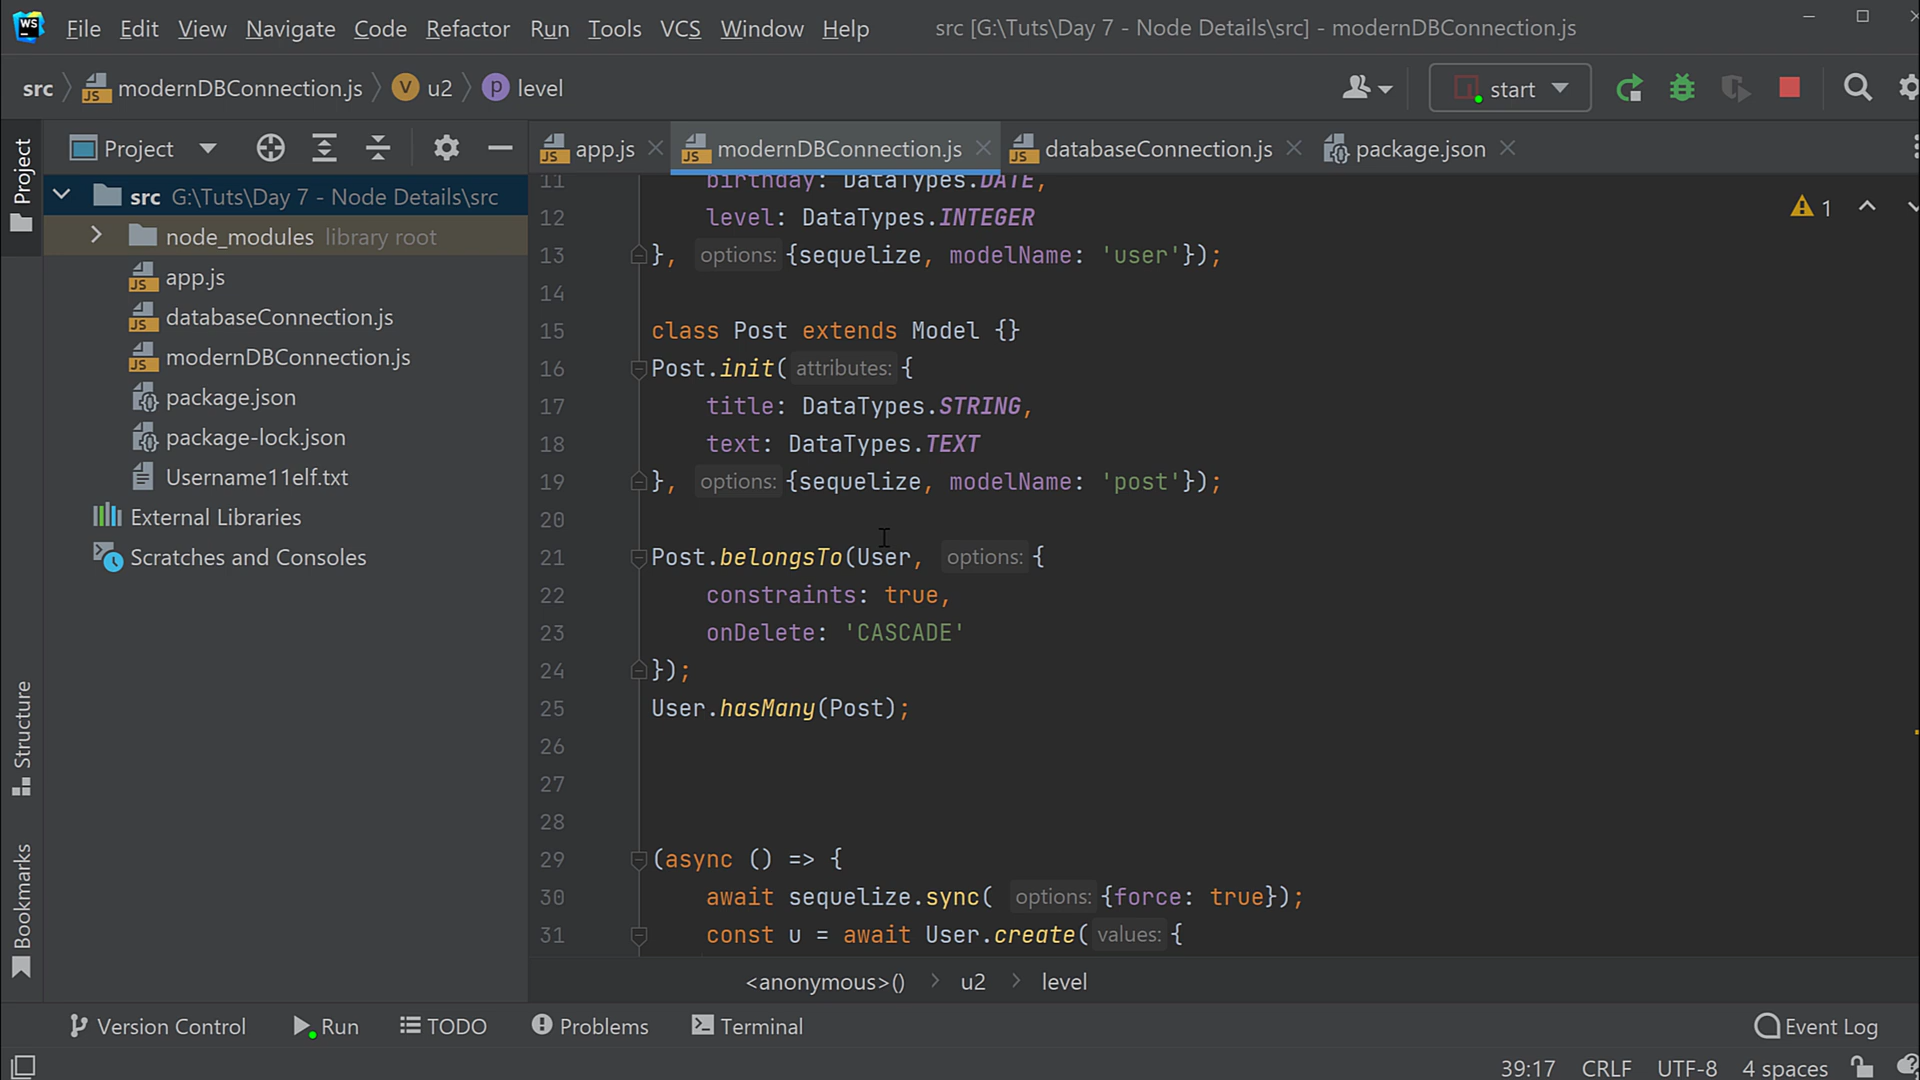 WS File Edit View Navigate Code Refactor Run Tools VCS Window Help src [G:\Tuts\Day 7 - Node Details\src] - modernDBConnection.js
src JS modernDBConnection.js v u2 p level start
Project
app.js modernDBConnection.js databaseConnection.js package.json
Project
src G:\Tuts\Day 7 - Node Details\src
node_modules library root
app.js
databaseConnection.js
modernDBConnection.js
package.json
package-lock.json
Username11elf.txt
External Libraries
Scratches and Consoles
Structure
Bookmarks
11 birthday: DataTypes.DATE,
12 level: DataTypes.INTEGER
13 }, options: {sequelize, modelName: 'user'});
14
15 class Post extends Model {}
16 Post.init( attributes: {
17 title: DataTypes.STRING,
18 text: DataTypes.TEXT
19 }, options: {sequelize, modelName: 'post'});
20
21 Post.belongsTo(User, options: {
22 constraints: true,
23 onDelete: 'CASCADE'
24 });
25 User.hasMany(Post);
26
27
28
29 (async () => {
30 await sequelize.sync( options: {force: true});
31 const u = await User.create( values: {
1
<anonymous>() u2 level
Version Control Run TODO Problems Terminal Event Log
39:17 CRLF UTF-8 4 spaces